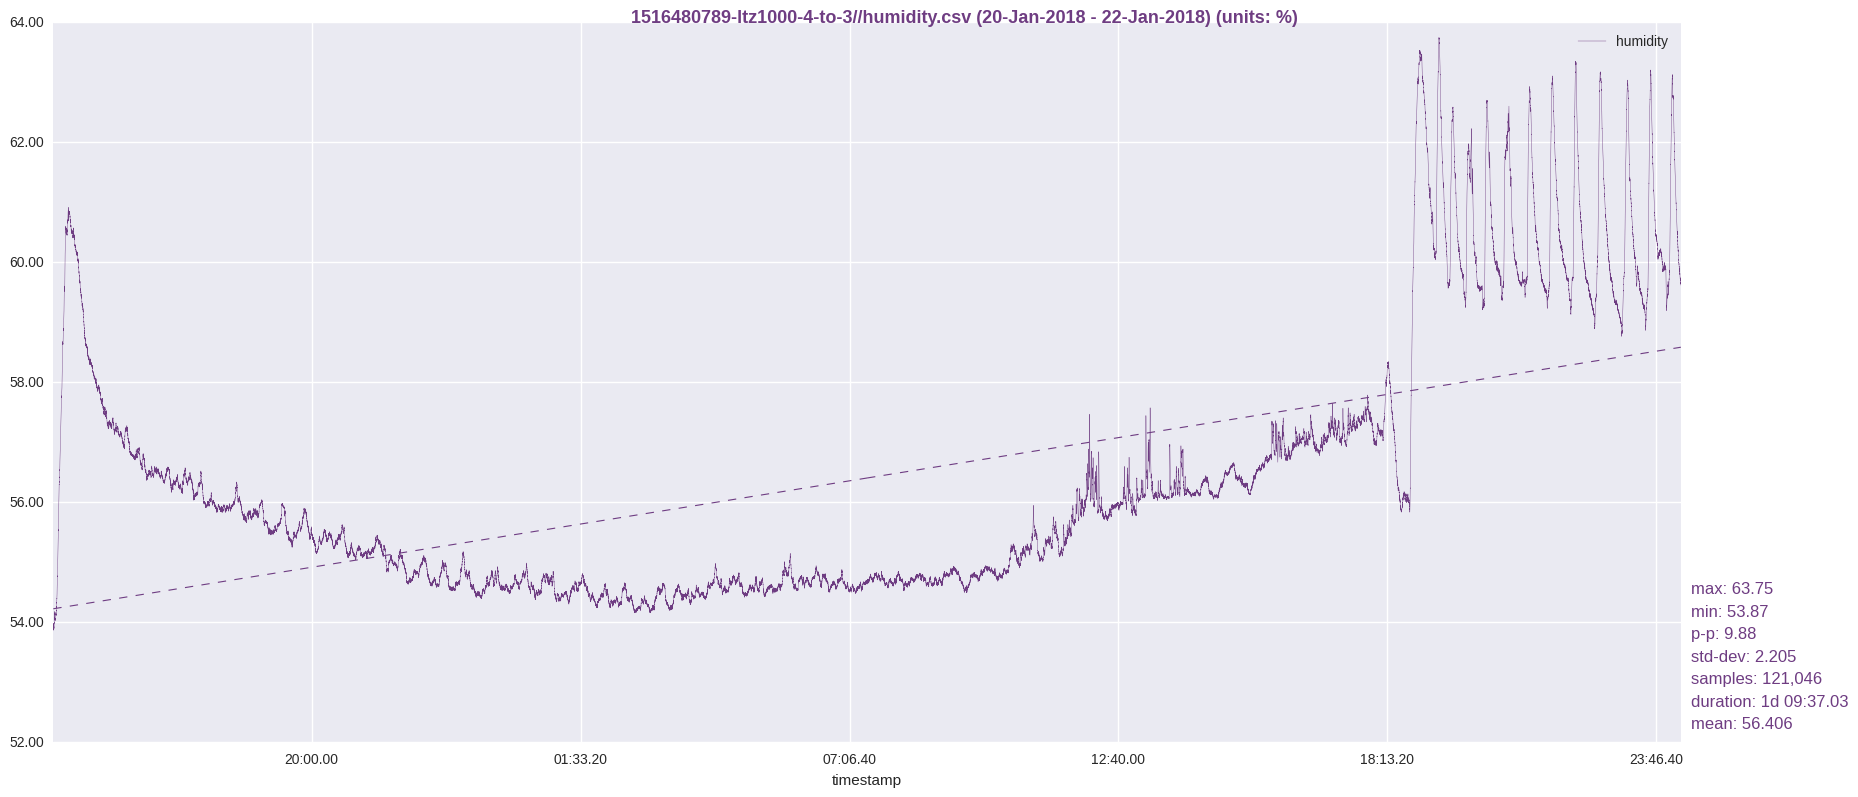 1516480789-ltz1000-4-to-3//humidity.csv (20-Jan-2018 - 22-Jan-2018) (units: %)
humidity
64.00
62.00
60.00
58.00
56.00
54.00
52.00
max: 63.75
min: 53.87
p-p: 9.88
std-dev: 2.205
samples: 121,046
duration: 1d 09:37.03
mean: 56.406
20:00.00 01:33.20 07:06.40 12:40.00 18:13.20 23:46.40
timestamp